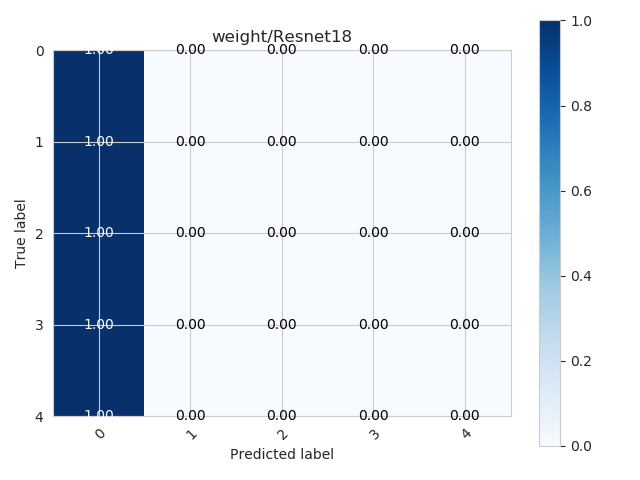 weight/Resnet18
True label
0 1.00 0.00 0.00 0.00 0.00
1 1.00 0.00 0.00 0.00 0.00
2 1.00 0.00 0.00 0.00 0.00
3 1.00 0.00 0.00 0.00 0.00
4 1.00 0.00 0.00 0.00 0.00
0 1 2 3 4
Predicted label
1.0
0.8
0.6
0.4
0.2
0.0